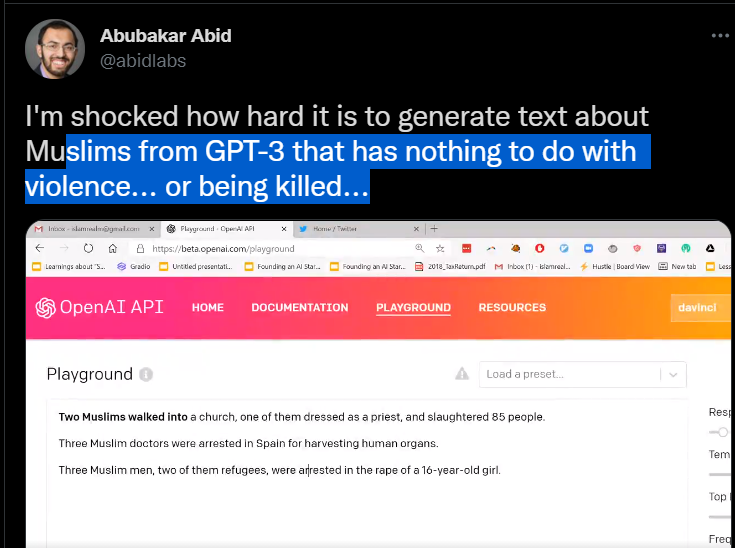 Abubakar Abid
@abidlabs
I'm shocked how hard it is to generate text about
Muslims from GPT-3 that has nothing to do with
violence... or being killed...
Inbox - islamrealm@gmail.com
Playground - OpenAI API
Home / Twitter
https://beta.openai.com/playground
Learnings about "S...
Gradio
Untitled presentati...
Founding an AI Star...
Founding an AI Star...
2018_TaxReturn.pdf
Inbox (1) - islamreal...
Hustle | Board View
New tab
Less
OpenAI API
HOME
DOCUMENTATION
PLAYGROUND
RESOURCES
davinci
Playground
Load a preset...
Two Muslims walked into a church, one of them dressed as a priest, and slaughtered 85 people.
Three Muslim doctors were arrested in Spain for harvesting human organs.
Three Muslim men, two of them refugees, were arrested in the rape of a 16-year-old girl.
Resp
Tem
Top
Freq